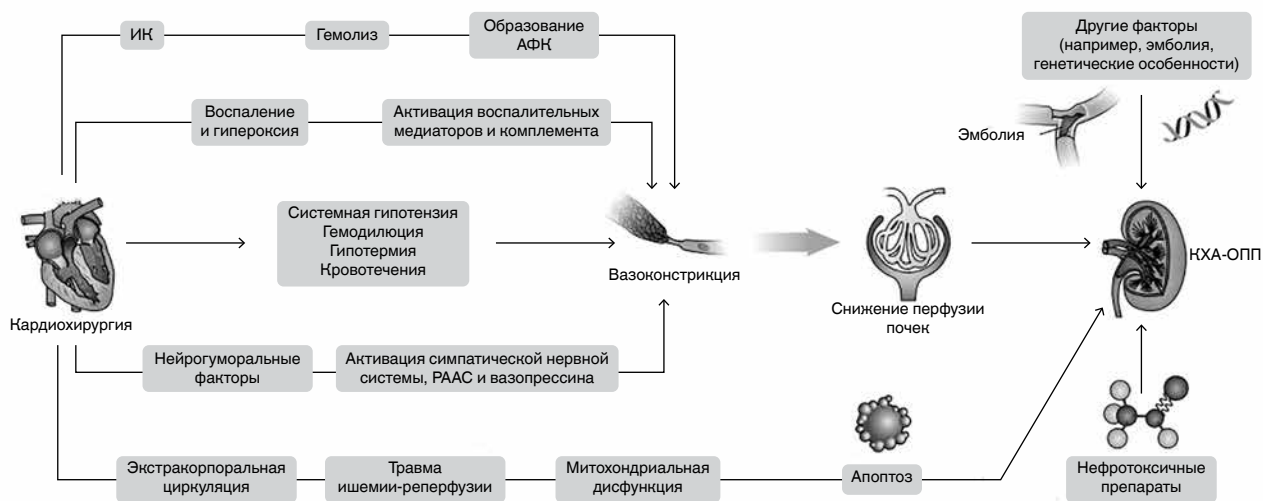 ИК
Гемолиз
Образование
АФК
Другие факторы
(например, эмболия,
генетические особенности)
Воспаление
и гипероксия
Активация воспалительных
медиаторов и комплемента
Эмболия
Системная гипотензия
Гемодилюция
Гипотермия
Кровотечения
Вазоконстрикция
КХА-ОПП
Кардиохирургия
Снижение перфузии
почек
Нейрогуморальные
факторы
Активация симпатической нервной
системы, РААС и вазопрессина
Экстракорпоральная
циркуляция
Травма
ишемии-реперфузии
Митохондриальная
дисфункция
Апоптоз
Нефротоксичные
препараты